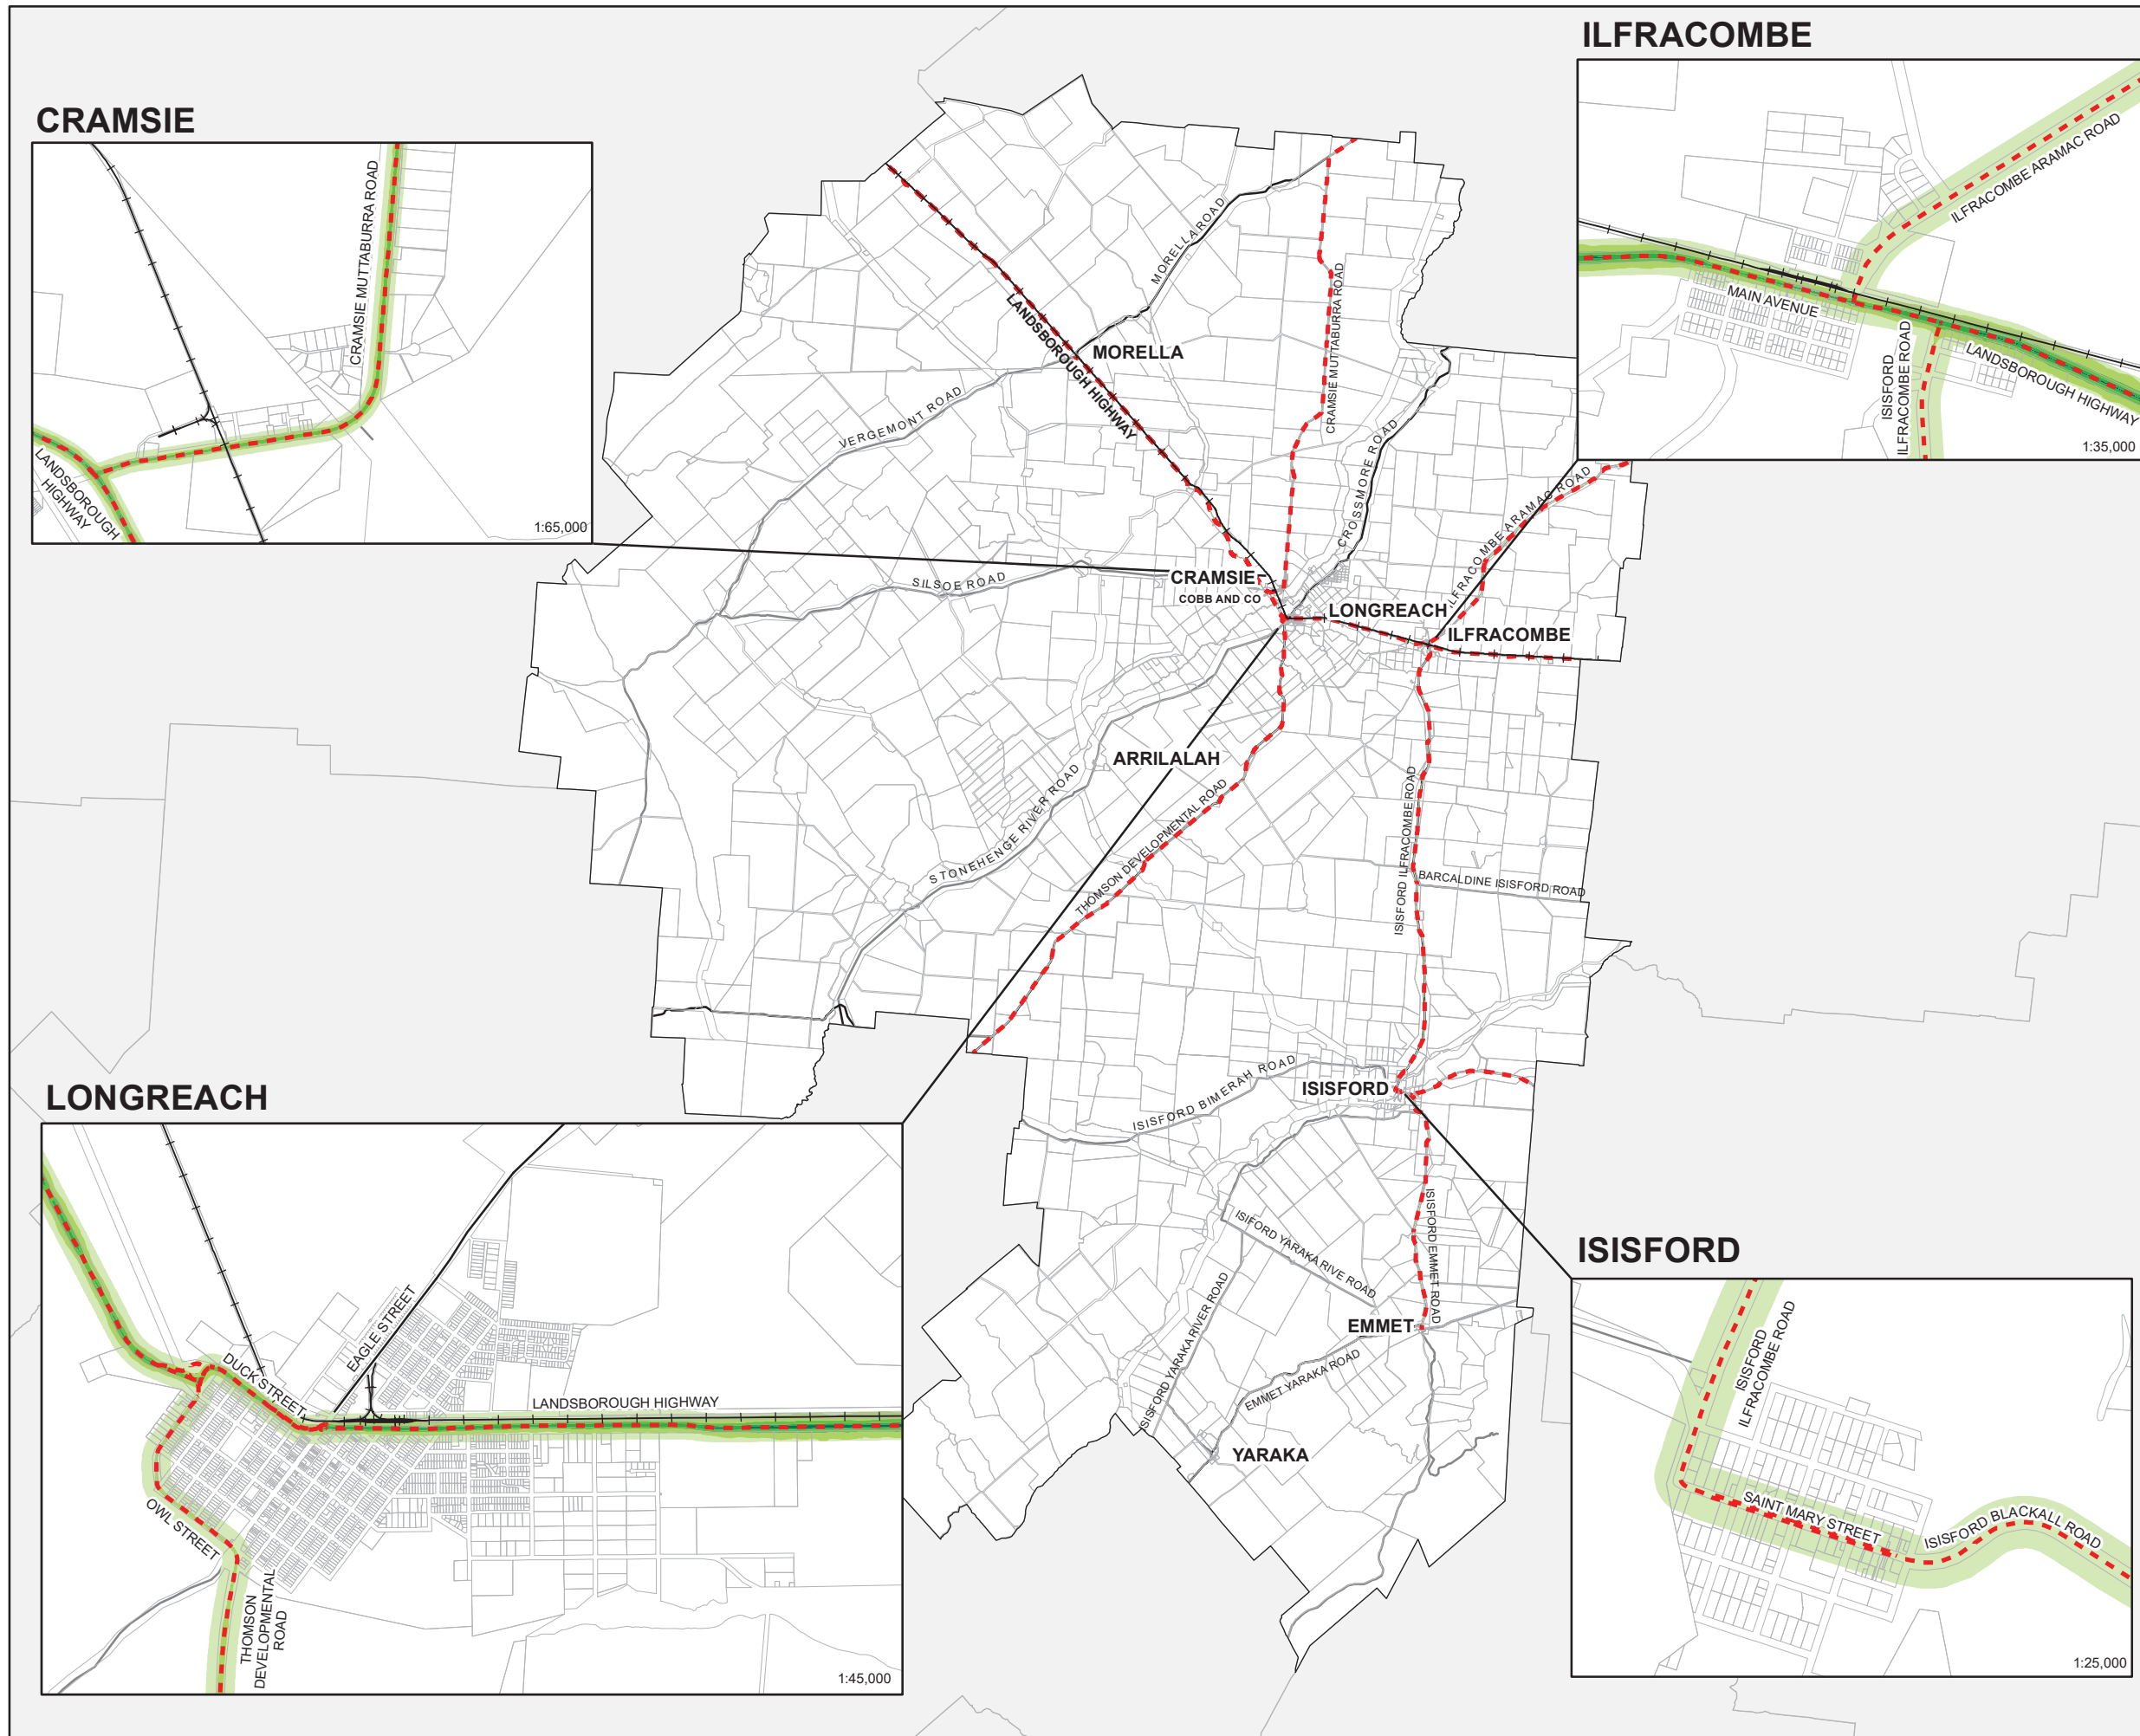 ILFRACOMBE
ILFRACOMBE ARAMAC ROAD
MAIN AVENUE
ISISFORD
ILFRACOMBE ROAD
LANDSBOROUGH HIGHWAY
1:35,000
CRAMSIE
CRAMSIE MUTTABURRA ROAD
LANDSBOROUGH
HIGHWAY
1:65,000
MORELLA ROAD
LANDSBOROUGH HIGHWAY
MORELLA
CRAMSIE MUTTABURRA ROAD
VERGEMONT ROAD
CROSSMORE ROAD
ILFRACOMBE ARAMAC ROAD
SILSOE ROAD
CRAMSIE
COBB AND CO
LONGREACH
ILFRACOMBE
ARRILALAH
STONEHENGE RIVER ROAD
THOMSON DEVELOPMENTAL ROAD
ISISFORD ILFRACOMBE ROAD
BARCALDINE ISISFORD ROAD
ISISFORD BIMERAH ROAD
ISISFORD
ISIFORD YARAKA RIVE ROAD
ISISFORD EMMET ROAD
ISISFORD YARAKA RIVER ROAD
EMMET
EMMET YARAKA ROAD
YARAKA
LONGREACH
EAGLE STREET
DUCK STREET
LANDSBOROUGH HIGHWAY
OWL STREET
THOMSON
DEVELOPMENTAL
ROAD
1:45,000
ISISFORD
ISISFORD
ILFRACOMBE ROAD
SAINT MARY STREET
ISISFORD BLACKALL ROAD
1:25,000